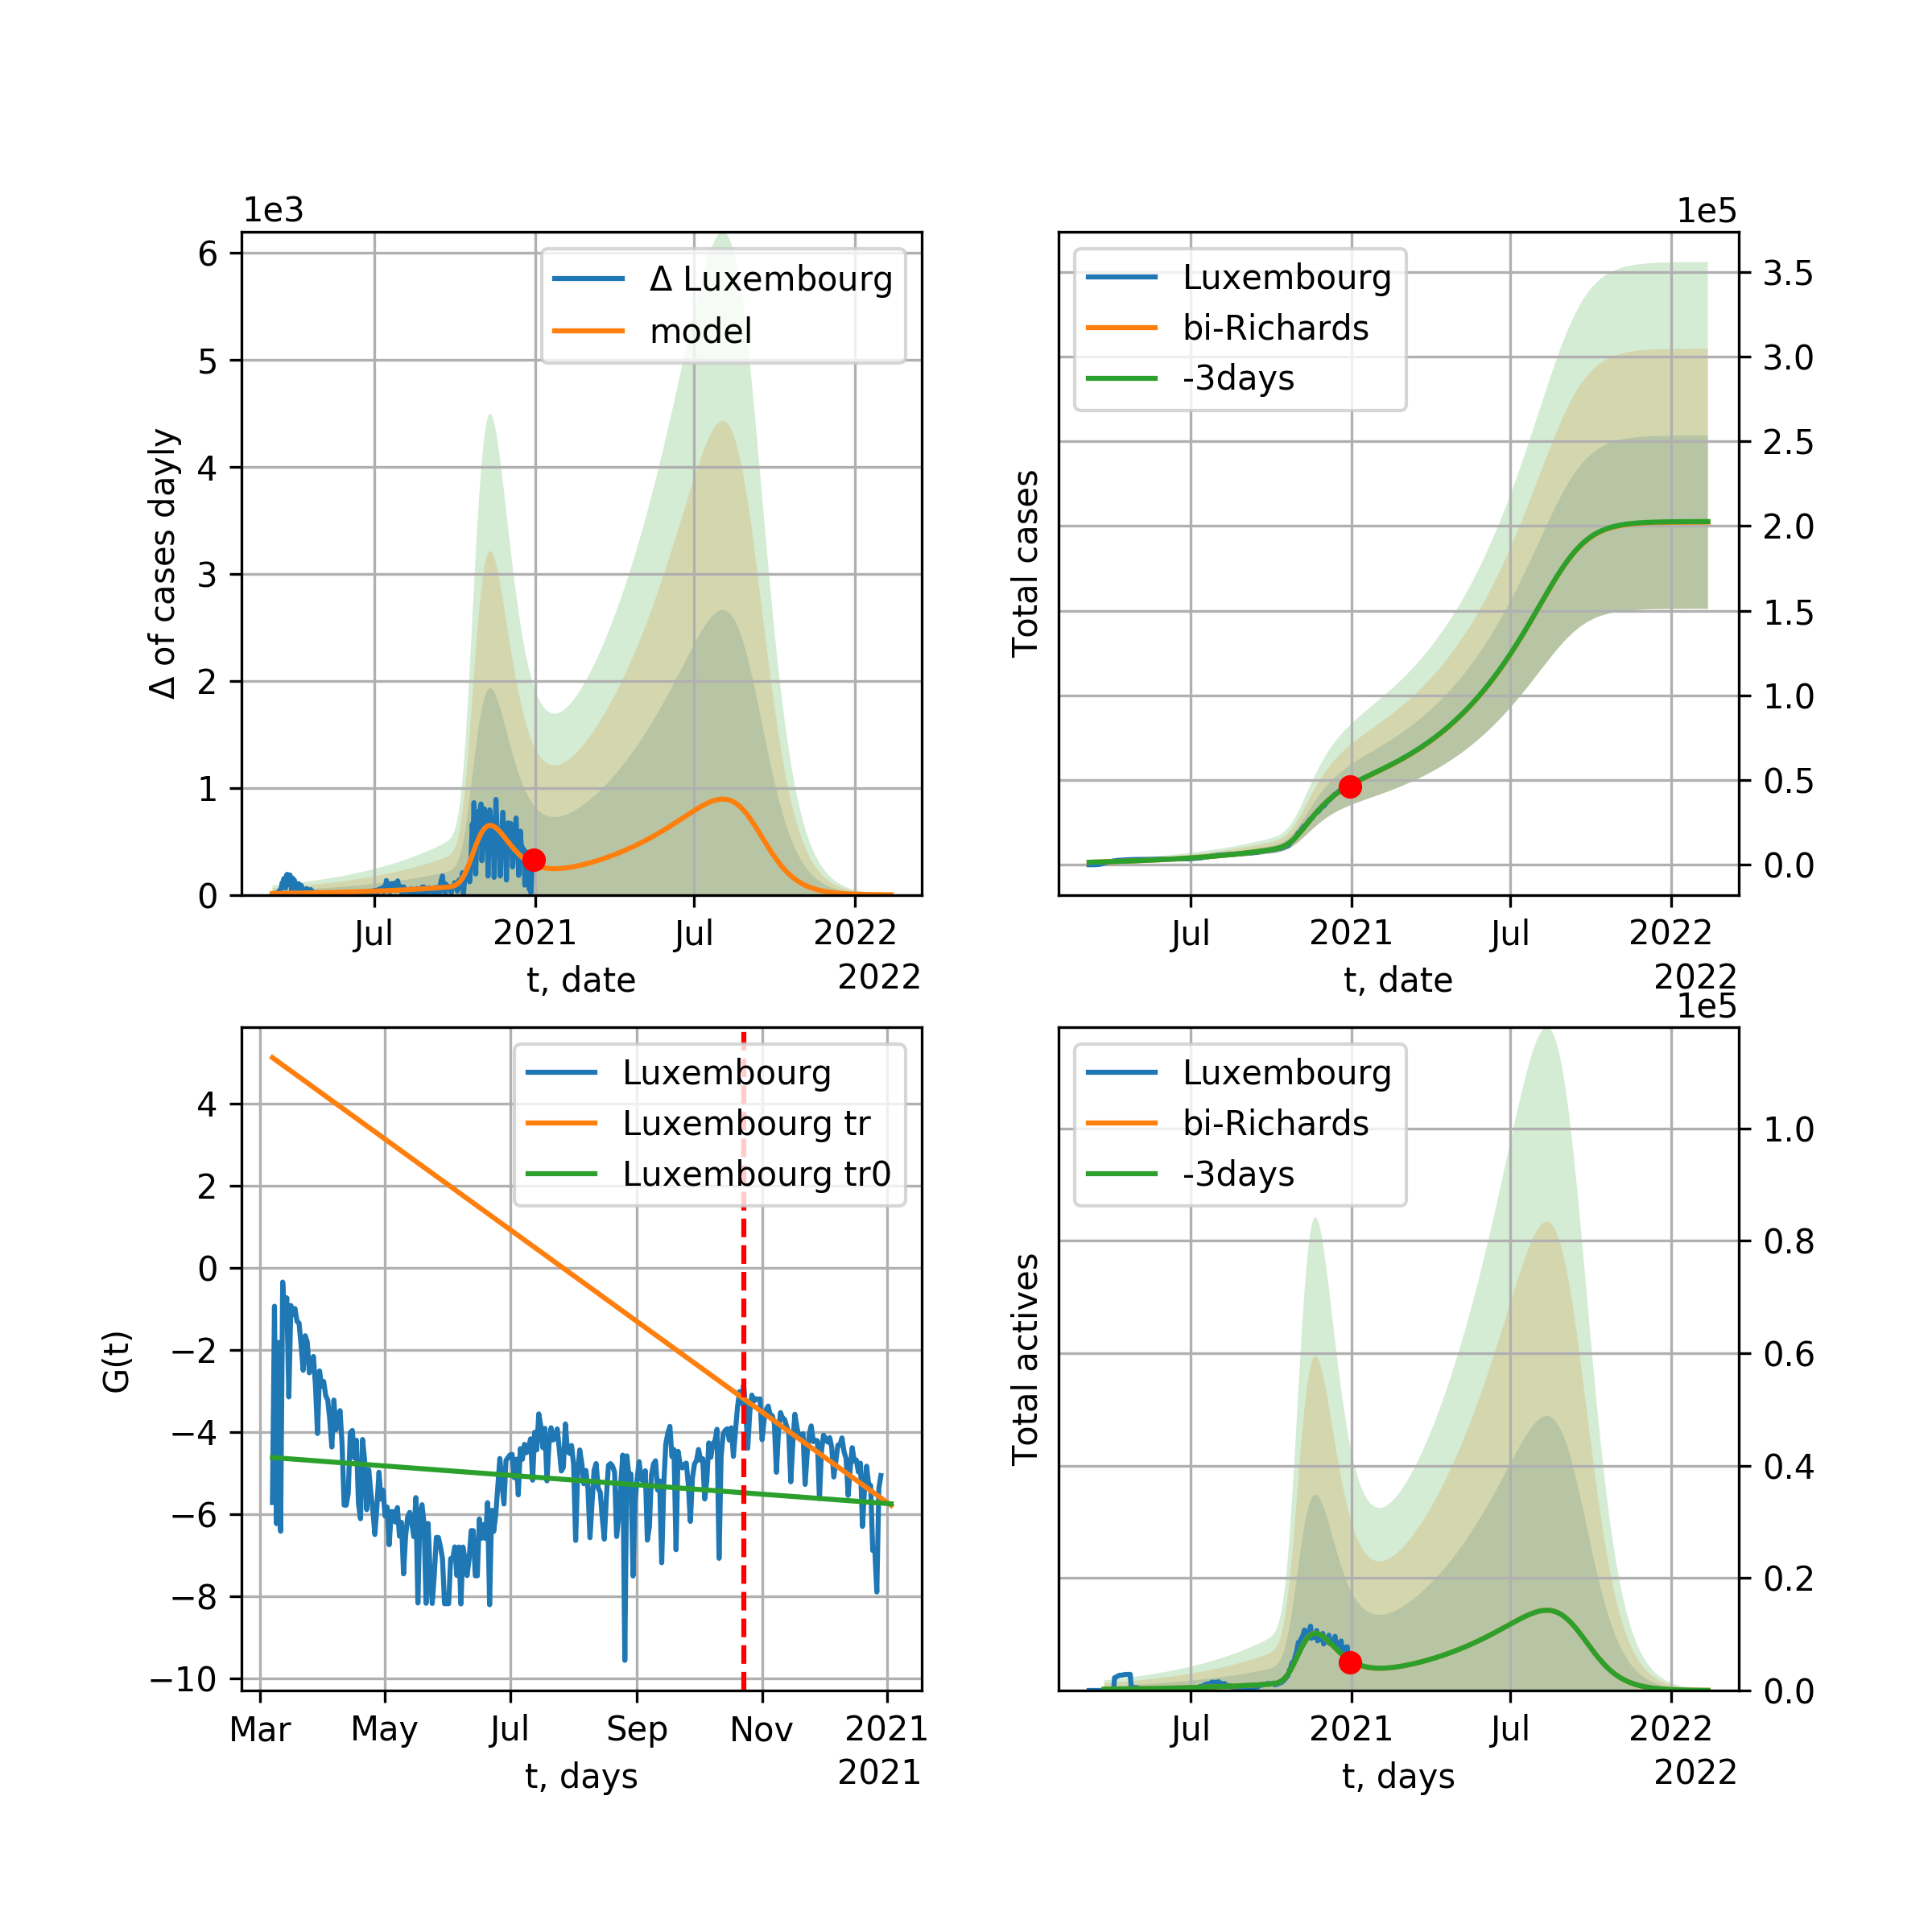 1e3
6
5
4
3
2
1
0
Δ of cases dayly
Δ Luxembourg
model
Jul
2021
Jul
2022
t, date
2022
1e5
3.5
3.0
2.5
2.0
1.5
1.0
0.5
0.0
Total cases
Luxembourg
bi-Richards
-3days
Jul
2021
Jul
2022
t, date
2022
4
2
0
−2
−4
−6
−8
−10
G(t)
Luxembourg
Luxembourg tr
Luxembourg tr0
Mar
May
Jul
Sep
Nov
2021
t, days
2021
1e5
1.0
0.8
0.6
0.4
0.2
0.0
Total actives
Luxembourg
bi-Richards
-3days
Jul
2021
Jul
2022
t, days
2022